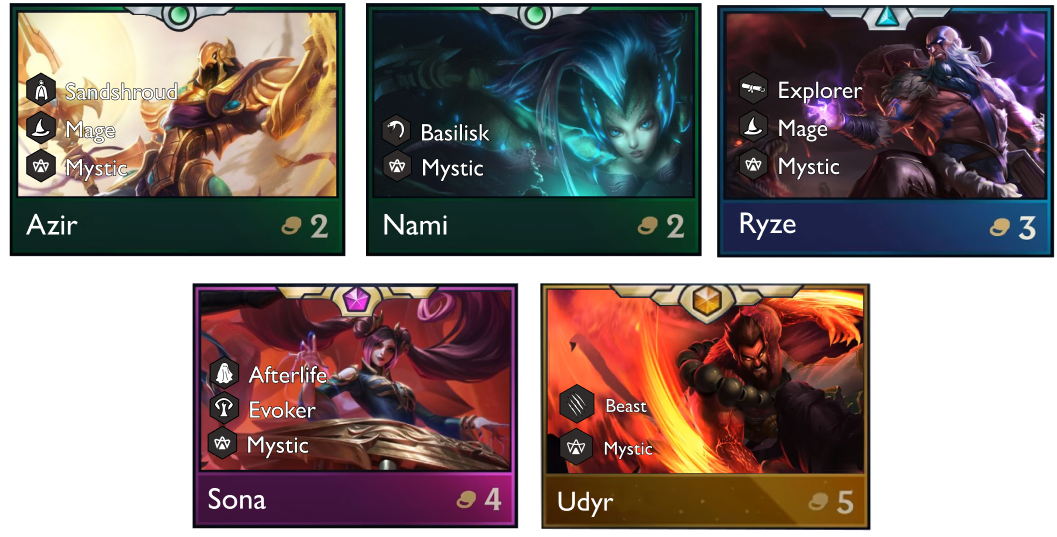 Sandshroud
Mage
Mystic
Azir
2
Basilisk
Mystic
Nami
2
Explorer
Mage
Mystic
Ryze
3
Afterlife
Evoker
Mystic
Sona
4
Beast
Mystic
Udyr
5